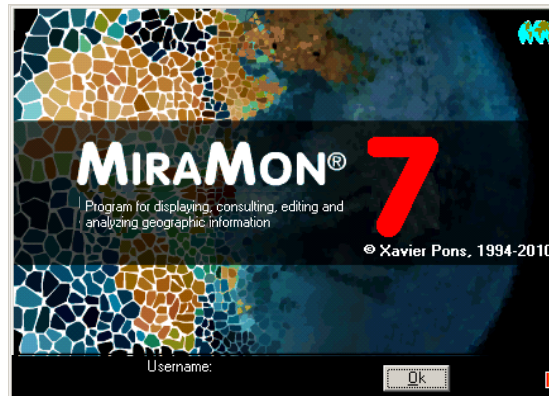 MIRAMON® 7
Program for displaying, consulting, editing and
analyzing geographic information
© Xavier Pons, 1994-2010
Username:
Ok